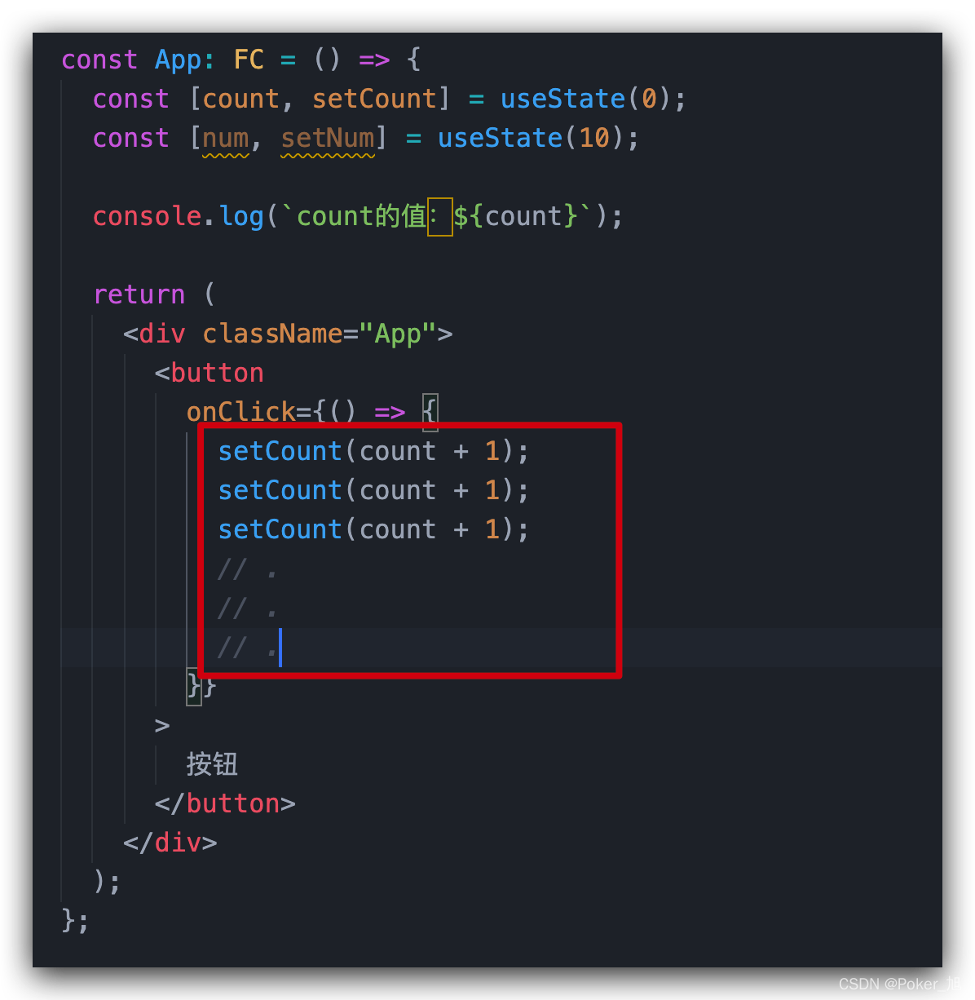 const App: FC = () => {
const [count, setCount] = useState(0);
const [num, setNum] = useState(10);
console.log(`count的值：${count}`);
return (
<div className="App">
<button
onClick={() => {
setCount(count + 1);
setCount(count + 1);
setCount(count + 1);
// .
// .
// .
}}
>
按钮
</button>
</div>
);
};
CSDN @Poker_旭